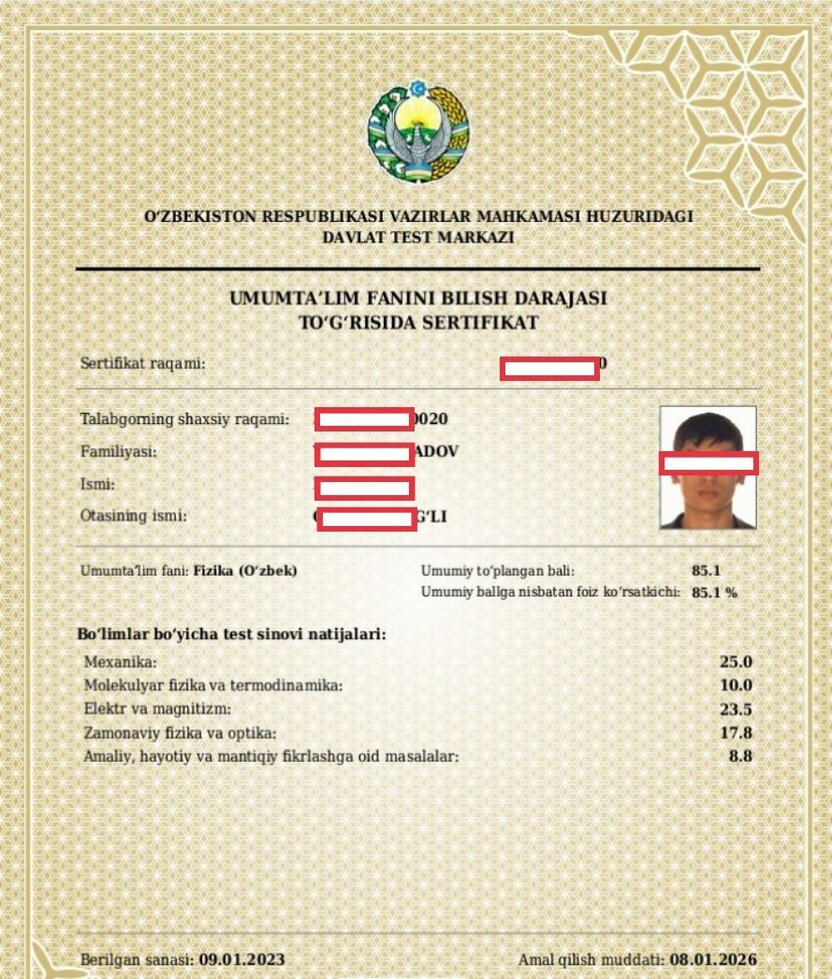 O‘ZBEKISTON RESPUBLIKASI VAZIRLAR MAHKAMASI HUZURIDAGI
DAVLAT TEST MARKAZI
UMUMTA’LIM FANINI BILISH DARAJASI
TO‘G‘RISIDA SERTIFIKAT
Sertifikat raqami: 0
Talabgorning shaxsiy raqami: 0020
Familiyasi: ADOV
Ismi:
Otasining ismi: G‘LI
Umumta’lim fani: Fizika (O‘zbek) Umumiy to‘plangan bali: 85.1
Umumiy ballga nisbatan foiz ko‘rsatkichi: 85.1 %
Bo‘limlar bo‘yicha test sinovi natijalari:
Mexanika: 25.0
Molekulyar fizika va termodinamika: 10.0
Elektr va magnitizm: 23.5
Zamonaviy fizika va optika: 17.8
Amaliy, hayotiy va mantiqiy fikrlashga oid masalalar: 8.8
Berilgan sanasi: 09.01.2023 Amal qilish muddati: 08.01.2026